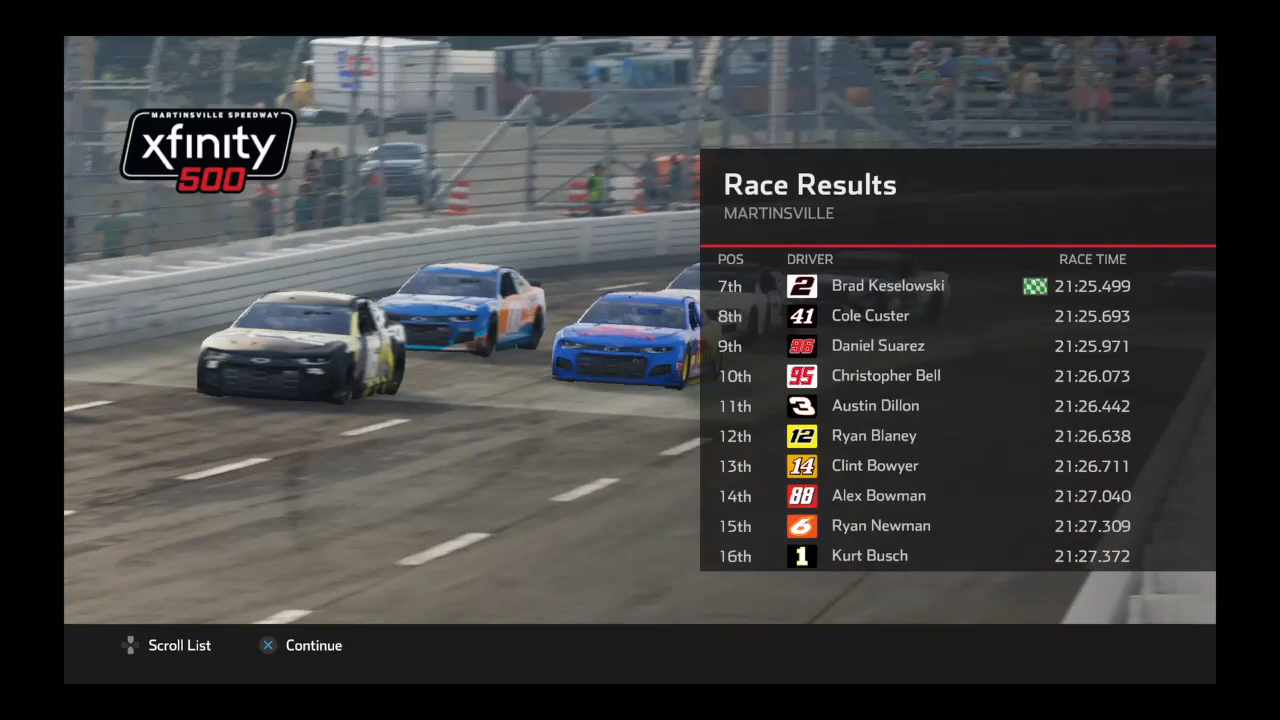 MARTINSVILLE SPEEDWAY
xfinity
500
Race Results
MARTINSVILLE
POS DRIVER RACE TIME
7th 2 Brad Keselowski 21:25.499
8th 41 Cole Custer 21:25.693
9th 96 Daniel Suarez 21:25.971
10th 95 Christopher Bell 21:26.073
11th 3 Austin Dillon 21:26.442
12th 12 Ryan Blaney 21:26.638
13th 14 Clint Bowyer 21:26.711
14th 88 Alex Bowman 21:27.040
15th 6 Ryan Newman 21:27.309
16th 1 Kurt Busch 21:27.372
Scroll List Continue